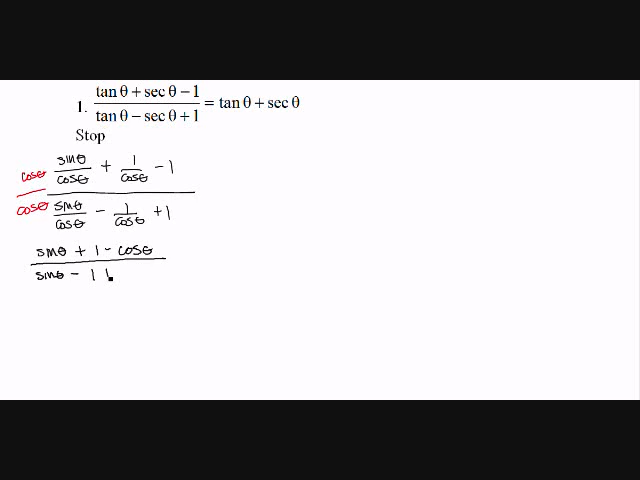 1. (tan θ + sec θ − 1)/(tan θ − sec θ + 1) = tan θ + sec θ
Stop
cosθ/cosθ (sinθ/cosθ + 1/cosθ − 1)/(sinθ/cosθ − 1/cosθ + 1)
sinθ + 1 − cosθ
sinθ − 1